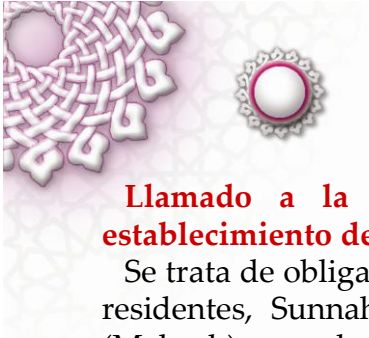 Llamado a la
establecimiento de
Se trata de obliga
residentes, Sunnah